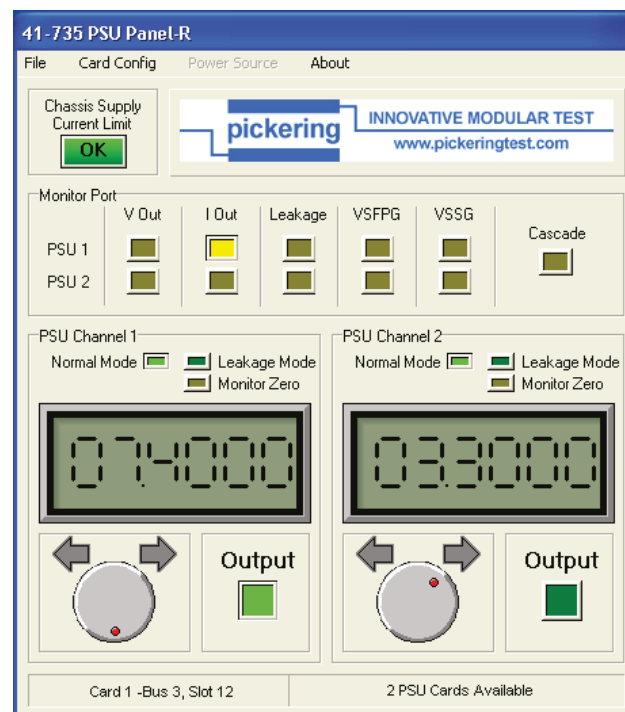 41-735 PSU Panel-R
File Card Config Power Source About
Chassis Supply
Current Limit
OK
pickering
INNOVATIVE MODULAR TEST
www.pickeringtest.com
Monitor Port
V Out I Out Leakage VSFPG VSSG
Cascade
PSU 1
PSU 2
PSU Channel 1
Normal Mode Leakage Mode
Monitor Zero
07.4000
Output
PSU Channel 2
Normal Mode Leakage Mode
Monitor Zero
03.3000
Output
Card 1 -Bus 3, Slot 12
2 PSU Cards Available